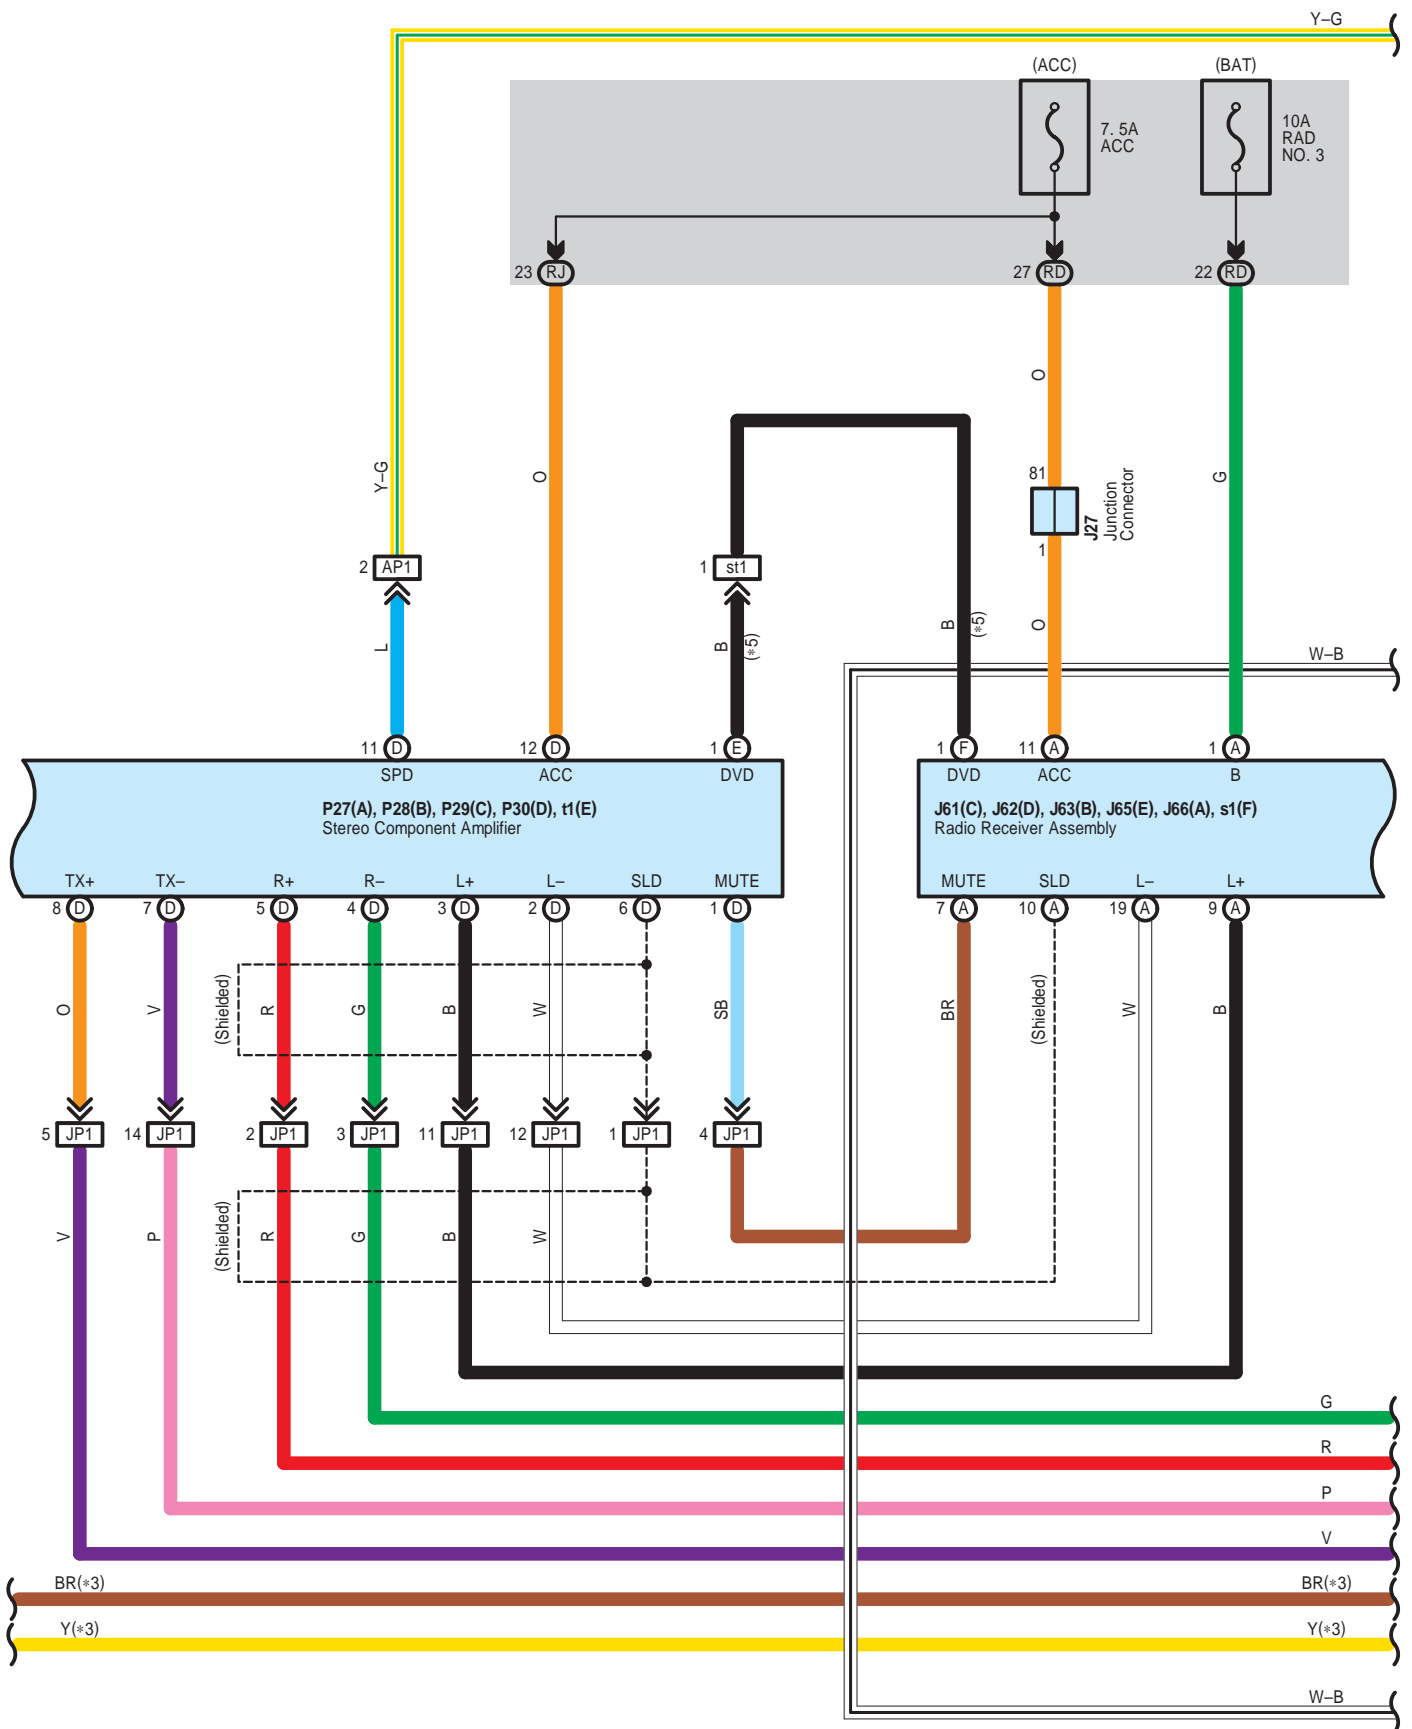 Y–G
(ACC)
(BAT)
7. 5A
ACC
10A
RAD
NO. 3
23 RJ
27 RD
22 RD
Y–G
O
O
G
81
J27
Junction
Connector
1
2 AP1
1 st1
L
B
(*5)
B
(*5)
O
W–B
11 D
12 D
1 E
1 F
11 A
1 A
SPD
ACC
DVD
DVD
ACC
B
P27(A), P28(B), P29(C), P30(D), t1(E)
Stereo Component Amplifier
J61(C), J62(D), J63(B), J65(E), J66(A), s1(F)
Radio Receiver Assembly
TX+
TX–
R+
R–
L+
L–
SLD
MUTE
MUTE
SLD
L–
L+
8 D
7 D
5 D
4 D
3 D
2 D
6 D
1 D
7 A
10 A
19 A
9 A
O
V
(Shielded)
R
G
B
W
SB
BR
(Shielded)
W
B
5 JP1
14 JP1
2 JP1
3 JP1
11 JP1
12 JP1
1 JP1
4 JP1
V
P
(Shielded)
R
G
B
W
G
R
P
V
BR(*3)
BR(*3)
Y(*3)
Y(*3)
W–B